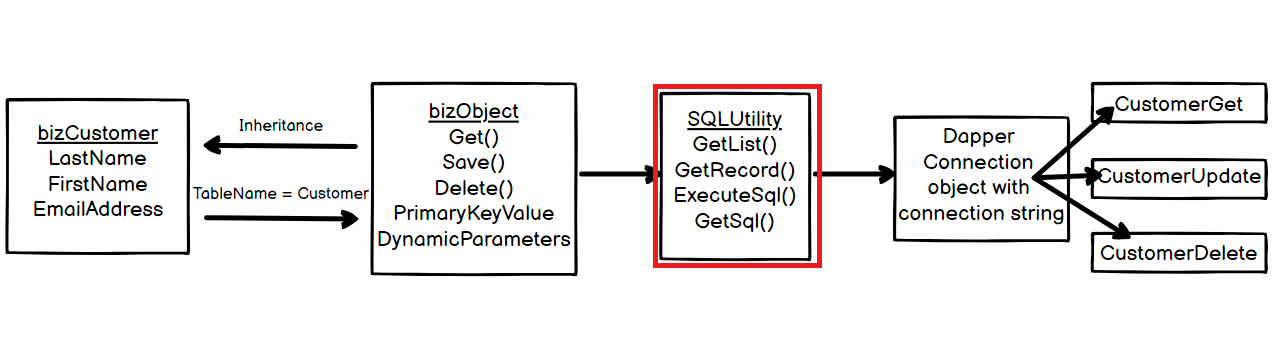 bizCustomer
LastName
FirstName
EmailAddress
Inheritance
TableName = Customer
bizObject
Get()
Save()
Delete()
PrimaryKeyValue
DynamicParameters
SQLUtility
GetList()
GetRecord()
ExecuteSql()
GetSql()
Dapper
Connection
object with
connection string
CustomerGet
CustomerUpdate
CustomerDelete